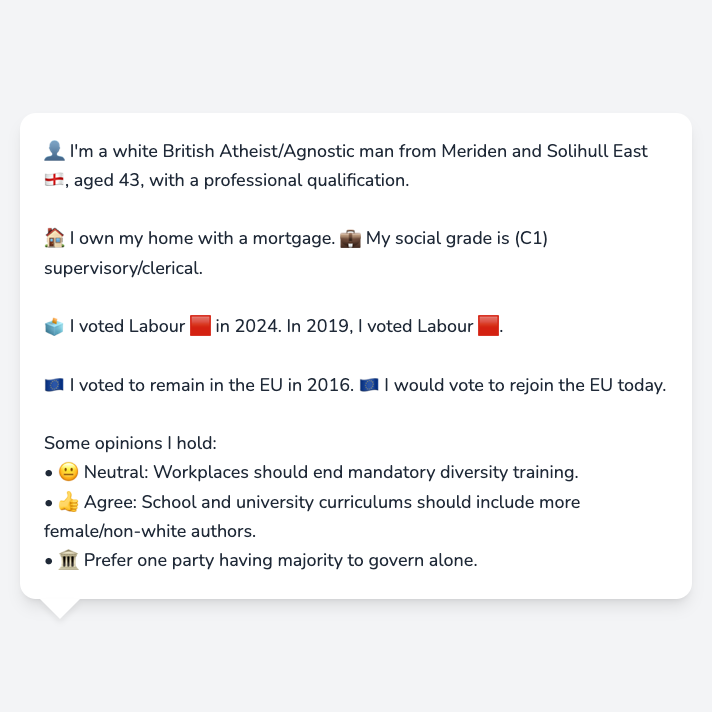 👤 I'm a white British Atheist/Agnostic man from Meriden and Solihull East
🏴󠁧󠁢󠁥󠁮󠁧󠁿, aged 43, with a professional qualification.
🏠 I own my home with a mortgage. 💼 My social grade is (C1)
supervisory/clerical.
🗳️ I voted Labour 🟥 in 2024. In 2019, I voted Labour 🟥.
🇪🇺 I voted to remain in the EU in 2016. 🇪🇺 I would vote to rejoin the EU today.
Some opinions I hold:
• 😐 Neutral: Workplaces should end mandatory diversity training.
• 👍 Agree: School and university curriculums should include more
female/non-white authors.
• 🏛️ Prefer one party having majority to govern alone.